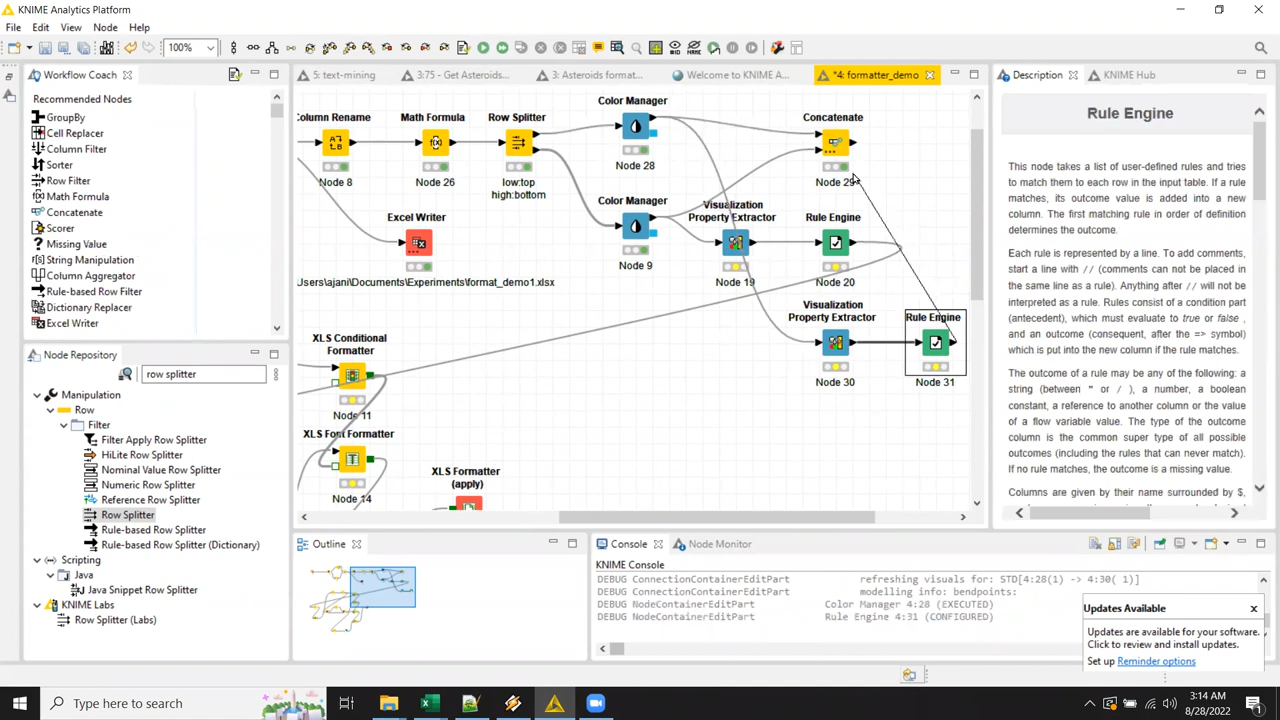 KNIME Analytics Platform
File Edit View Node Help
100%
Workflow Coach
Recommended Nodes
GroupBy
Cell Replacer
Column Filter
Sorter
Row Filter
Math Formula
Concatenate
Scorer
Missing Value
String Manipulation
Column Aggregator
Rule-based Row Filter
Dictionary Replacer
Excel Writer
Node Repository
row splitter
Manipulation
Row
Filter
Filter Apply Row Splitter
HiLite Row Splitter
Nominal Value Row Splitter
Numeric Row Splitter
Reference Row Splitter
Row Splitter
Rule-based Row Splitter
Rule-based Row Splitter (Dictionary)
Scripting
Java
Java Snippet Row Splitter
KNIME Labs
Row Splitter (Labs)
5: text-mining
3:75 - Get Asteroids...
3: Asteroids format...
Welcome to KNIME A...
*4: formatter_demo
Column Rename
Node 8
Math Formula
Node 26
Row Splitter
low:top
high:bottom
Color Manager
Node 28
Concatenate
Node 29
Excel Writer
Users\ajani\Documents\Experiments\format_demo1.xlsx
Color Manager
Node 9
Visualization
Property Extractor
Node 19
Rule Engine
Node 20
Visualization
Property Extractor
Node 30
Rule Engine
Node 31
XLS Conditional
Formatter
Node 11
XLS Font Formatter
Node 14
XLS Formatter
(apply)
Description
KNIME Hub
Rule Engine
This node takes a list of user-defined rules and tries
to match them to each row in the input table. If a rule
matches, its outcome value is added into a new
column. The first matching rule in order of definition
determines the outcome.
Each rule is represented by a line. To add comments,
start a line with // (comments can not be placed in
the same line as a rule). Anything after // will not be
interpreted as a rule. Rules consist of a condition part
(antecedent), which must evaluate to true or false ,
and an outcome (consequent, after the => symbol)
which is put into the new column if the rule matches.
The outcome of a rule may be any of the following: a
string (between " or / ), a number, a boolean
constant, a reference to another column or the value
of a flow variable value. The type of the outcome
column is the common super type of all possible
outcomes (including the rules that can never match).
If no rule matches, the outcome is a missing value.
Columns are given by their name surrounded by $,
Outline
Console
Node Monitor
KNIME Console
DEBUG ConnectionContainerEditPart refreshing visuals for: STD[4:28(1) -> 4:30( 1)]
DEBUG ConnectionContainerEditPart modelling info: bendpoints:
DEBUG NodeContainerEditPart Color Manager 4:28 (EXECUTED)
DEBUG NodeContainerEditPart Rule Engine 4:31 (CONFIGURED)
Updates Available
Updates are available for your software.
Click to review and install updates.
Set up Reminder options
Type here to search
3:14 AM
8/28/2022